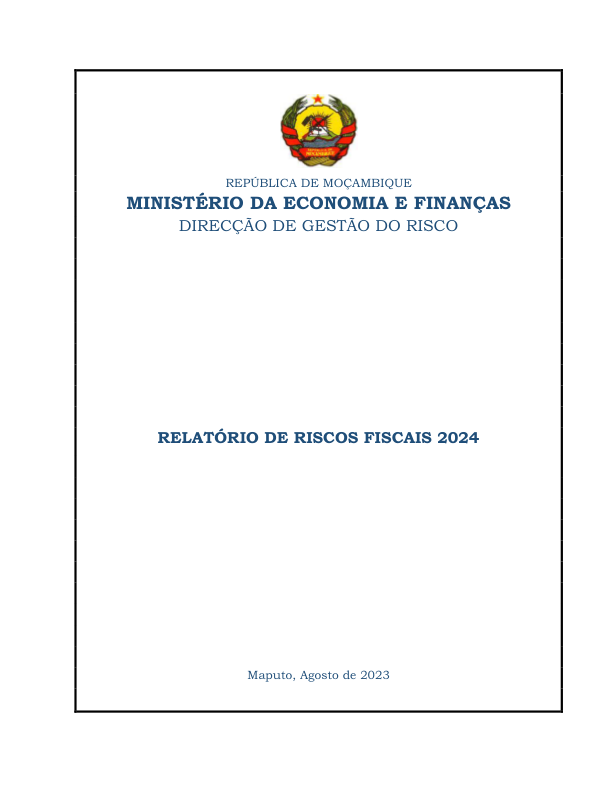 REPÚBLICA DE MOÇAMBIQUE
MINISTÉRIO DA ECONOMIA E FINANÇAS
DIRECÇÃO DE GESTÃO DO RISCO
RELATÓRIO DE RISCOS FISCAIS 2024
Maputo, Agosto de 2023